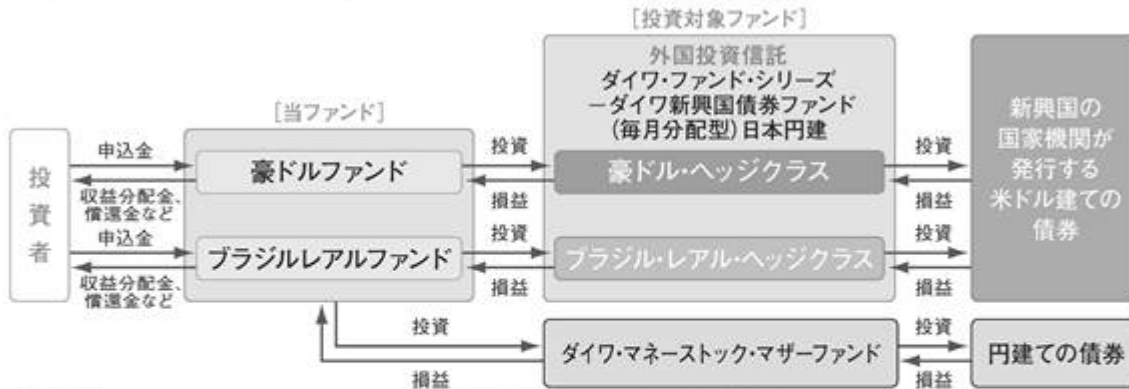 [投資対象ファンド]
外国投資信託
ダイワ・ファンド・シリーズ
－ダイワ新興国債券ファンド
(毎月分配型)日本円建
[当ファンド]
投資者
申込金
収益分配金、
償還金など
申込金
収益分配金、
償還金など
豪ドルファンド
ブラジルレアルファンド
投資
損益
投資
損益
豪ドル・ヘッジクラス
ブラジル・レアル・ヘッジクラス
投資
損益
投資
損益
新興国の
国家機関が
発行する
米ドル建ての
債券
投資
損益
ダイワ・マネーストック・マザーファンド
投資
損益
円建ての債券